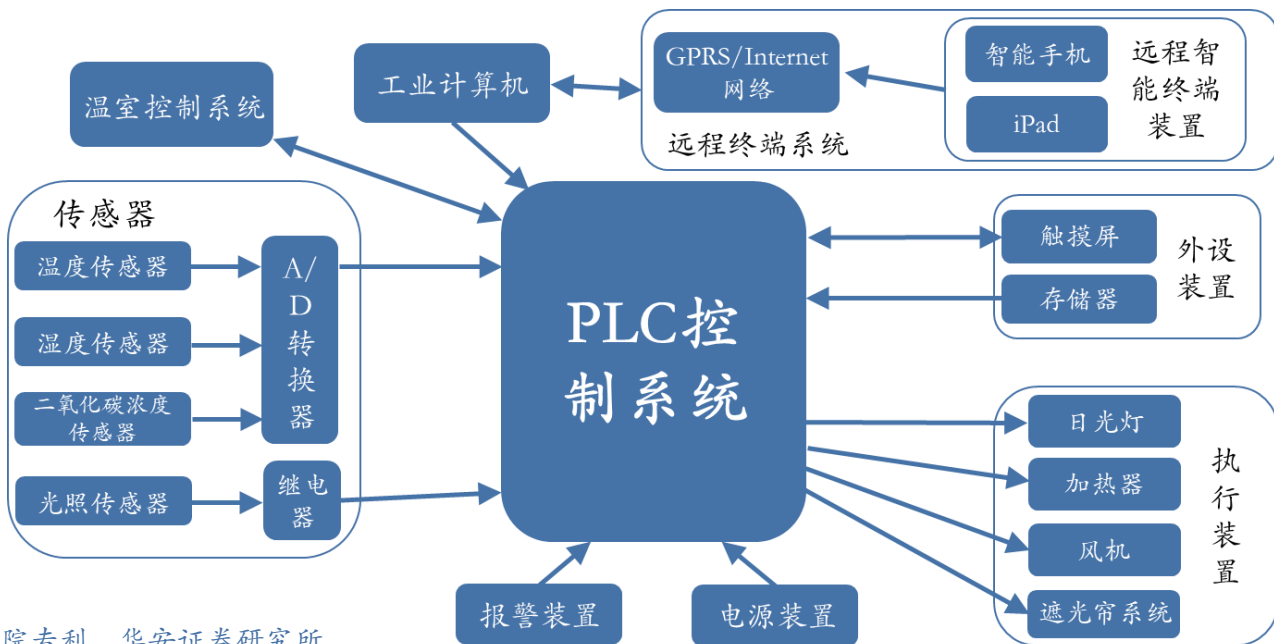 GPRS/Internet
网络
智能手机
iPad
远程智
能终端
装置
远程终端系统
工业计算机
温室控制系统
传感器
温度传感器
湿度传感器
二氧化碳浓度
传感器
光照传感器
A/
D
转
换
器
继电
器
PLC控
制系统
触摸屏
存储器
外设
装置
日光灯
加热器
风机
遮光帘系统
执
行
装
置
报警装置
电源装置
院专利，华安证券研究所